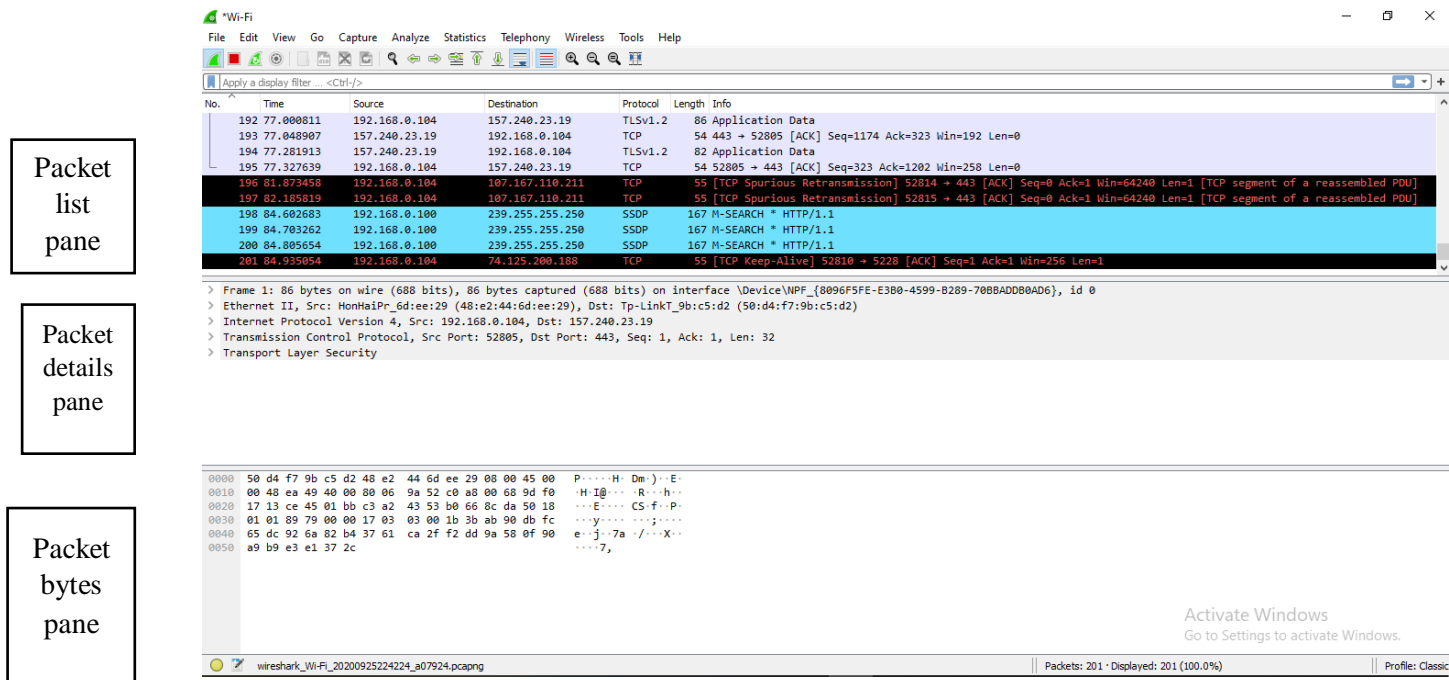 *Wi-Fi
File Edit View Go Capture Analyze Statistics Telephony Wireless Tools Help
Apply a display filter ... <Ctrl-/>
No. Time Source Destination Protocol Length Info
192 77.000811 192.168.0.104 157.240.23.19 TLSv1.2 86 Application Data
193 77.048907 157.240.23.19 192.168.0.104 TCP 54 443 → 52805 [ACK] Seq=1174 Ack=323 Win=192 Len=0
194 77.281913 157.240.23.19 192.168.0.104 TLSv1.2 82 Application Data
195 77.327639 192.168.0.104 157.240.23.19 TCP 54 52805 → 443 [ACK] Seq=323 Ack=1202 Win=258 Len=0
196 81.873458 192.168.0.104 107.167.110.211 TCP 55 [TCP Spurious Retransmission] 52814 → 443 [ACK] Seq=0 Ack=1 Win=64240 Len=1 [TCP segment of a reassembled PDU]
197 82.185819 192.168.0.104 107.167.110.211 TCP 55 [TCP Spurious Retransmission] 52815 → 443 [ACK] Seq=0 Ack=1 Win=64240 Len=1 [TCP segment of a reassembled PDU]
198 84.602683 192.168.0.100 239.255.255.250 SSDP 167 M-SEARCH * HTTP/1.1
199 84.703262 192.168.0.100 239.255.255.250 SSDP 167 M-SEARCH * HTTP/1.1
200 84.805654 192.168.0.100 239.255.255.250 SSDP 167 M-SEARCH * HTTP/1.1
201 84.935054 192.168.0.104 74.125.200.188 TCP 55 [TCP Keep-Alive] 52810 → 5228 [ACK] Seq=1 Ack=1 Win=256 Len=1
Packet
list
pane
> Frame 1: 86 bytes on wire (688 bits), 86 bytes captured (688 bits) on interface \Device\NPF_{8096F5FE-E3B0-4599-B289-70BBADDB0AD6}, id 0
> Ethernet II, Src: HonHaiPr_6d:ee:29 (48:e2:44:6d:ee:29), Dst: Tp-LinkT_9b:c5:d2 (50:d4:f7:9b:c5:d2)
> Internet Protocol Version 4, Src: 192.168.0.104, Dst: 157.240.23.19
> Transmission Control Protocol, Src Port: 52805, Dst Port: 443, Seq: 1, Ack: 1, Len: 32
> Transport Layer Security
Packet
details
pane
0000 50 d4 f7 9b c5 d2 48 e2 44 6d ee 29 08 00 45 00 P·····H· Dm·)··E·
0010 00 48 ea 49 40 00 80 06 9a 52 c0 a8 00 68 9d f0 ·H·I@··· ·R···h··
0020 17 13 ce 45 01 bb c3 a2 43 53 b0 66 8c da 50 18 ···E···· CS·f··P·
0030 01 01 89 79 00 00 17 03 03 00 1b 3b ab 90 db fc ···y···· ···;····
0040 65 dc 92 6a 82 b4 37 61 ca 2f f2 dd 9a 58 0f 90 e··j··7a ·/···X··
0050 a9 b9 e3 e1 37 2c ····7,
Packet
bytes
pane
Activate Windows
Go to Settings to activate Windows.
wireshark_Wi-Fi_20200925224224_a07924.pcapng Packets: 201 · Displayed: 201 (100.0%) Profile: Classic